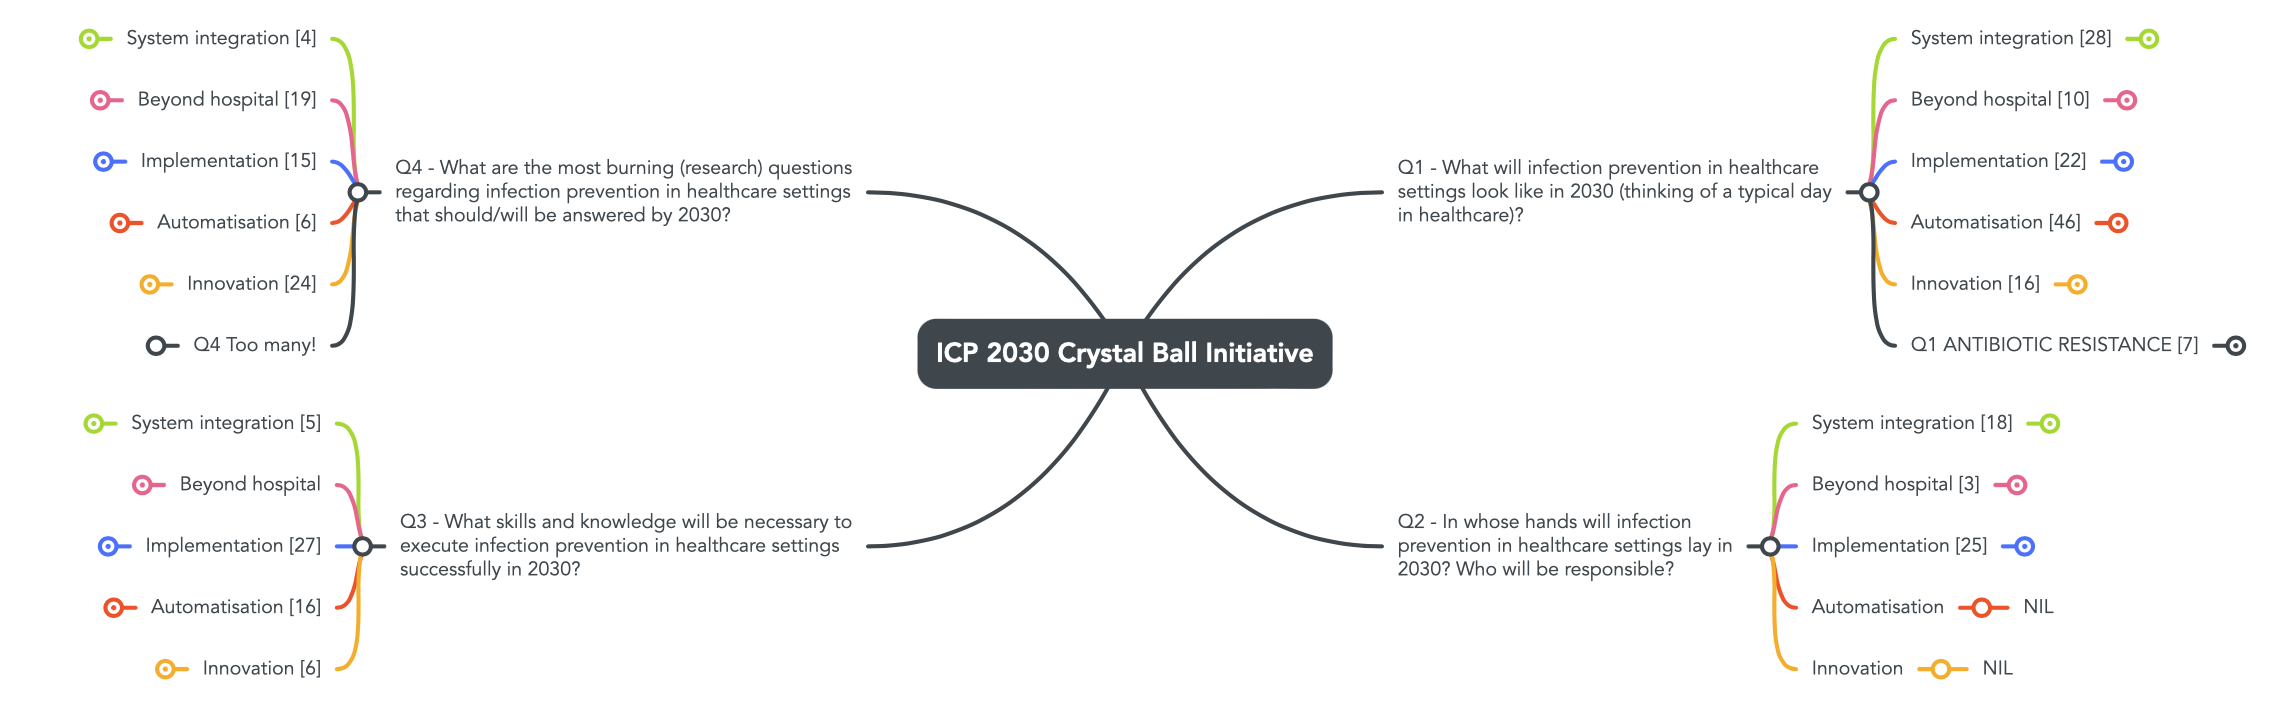 ICP 2030 Crystal Ball Initiative
Q1 - What will infection prevention in healthcare
settings look like in 2030 (thinking of a typical day
in healthcare)?
System integration [28]
Beyond hospital [10]
Implementation [22]
Automatisation [46]
Innovation [16]
Q1 ANTIBIOTIC RESISTANCE [7]
Q2 - In whose hands will infection
prevention in healthcare settings lay in
2030? Who will be responsible?
System integration [18]
Beyond hospital [3]
Implementation [25]
Automatisation NIL
Innovation NIL
Q3 - What skills and knowledge will be necessary to
execute infection prevention in healthcare settings
successfully in 2030?
System integration [5]
Beyond hospital
Implementation [27]
Automatisation [16]
Innovation [6]
Q4 - What are the most burning (research) questions
regarding infection prevention in healthcare settings
that should/will be answered by 2030?
System integration [4]
Beyond hospital [19]
Implementation [15]
Automatisation [6]
Innovation [24]
Q4 Too many!